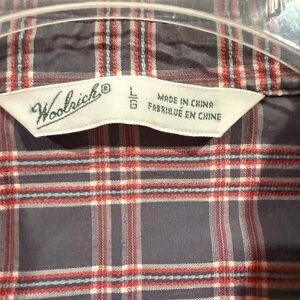 Woolrich®
L
G
MADE IN CHINA
FABRIQUÉ EN CHINE